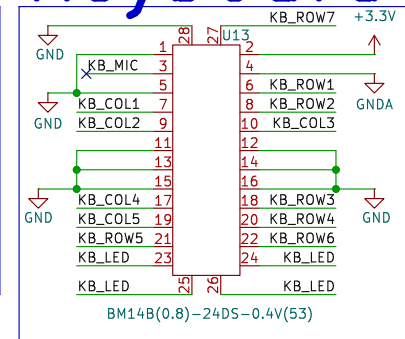 KB_ROW7
+3.3V
28
27
U13
GND
1
2
KB_MIC
3
4
5
6
KB_ROW1
GND
GNDA
KB_COL1
7
8
KB_ROW2
KB_COL2
9
10
KB_COL3
11
12
13
14
15
16
KB_COL4
17
18
KB_ROW3
GND
GND
KB_COL5
19
20
KB_ROW4
KB_ROW5
21
22
KB_ROW6
KB_LED
23
24
KB_LED
KB_LED
25
26
KB_LED
BM14B(0.8)-24DS-0.4V(53)